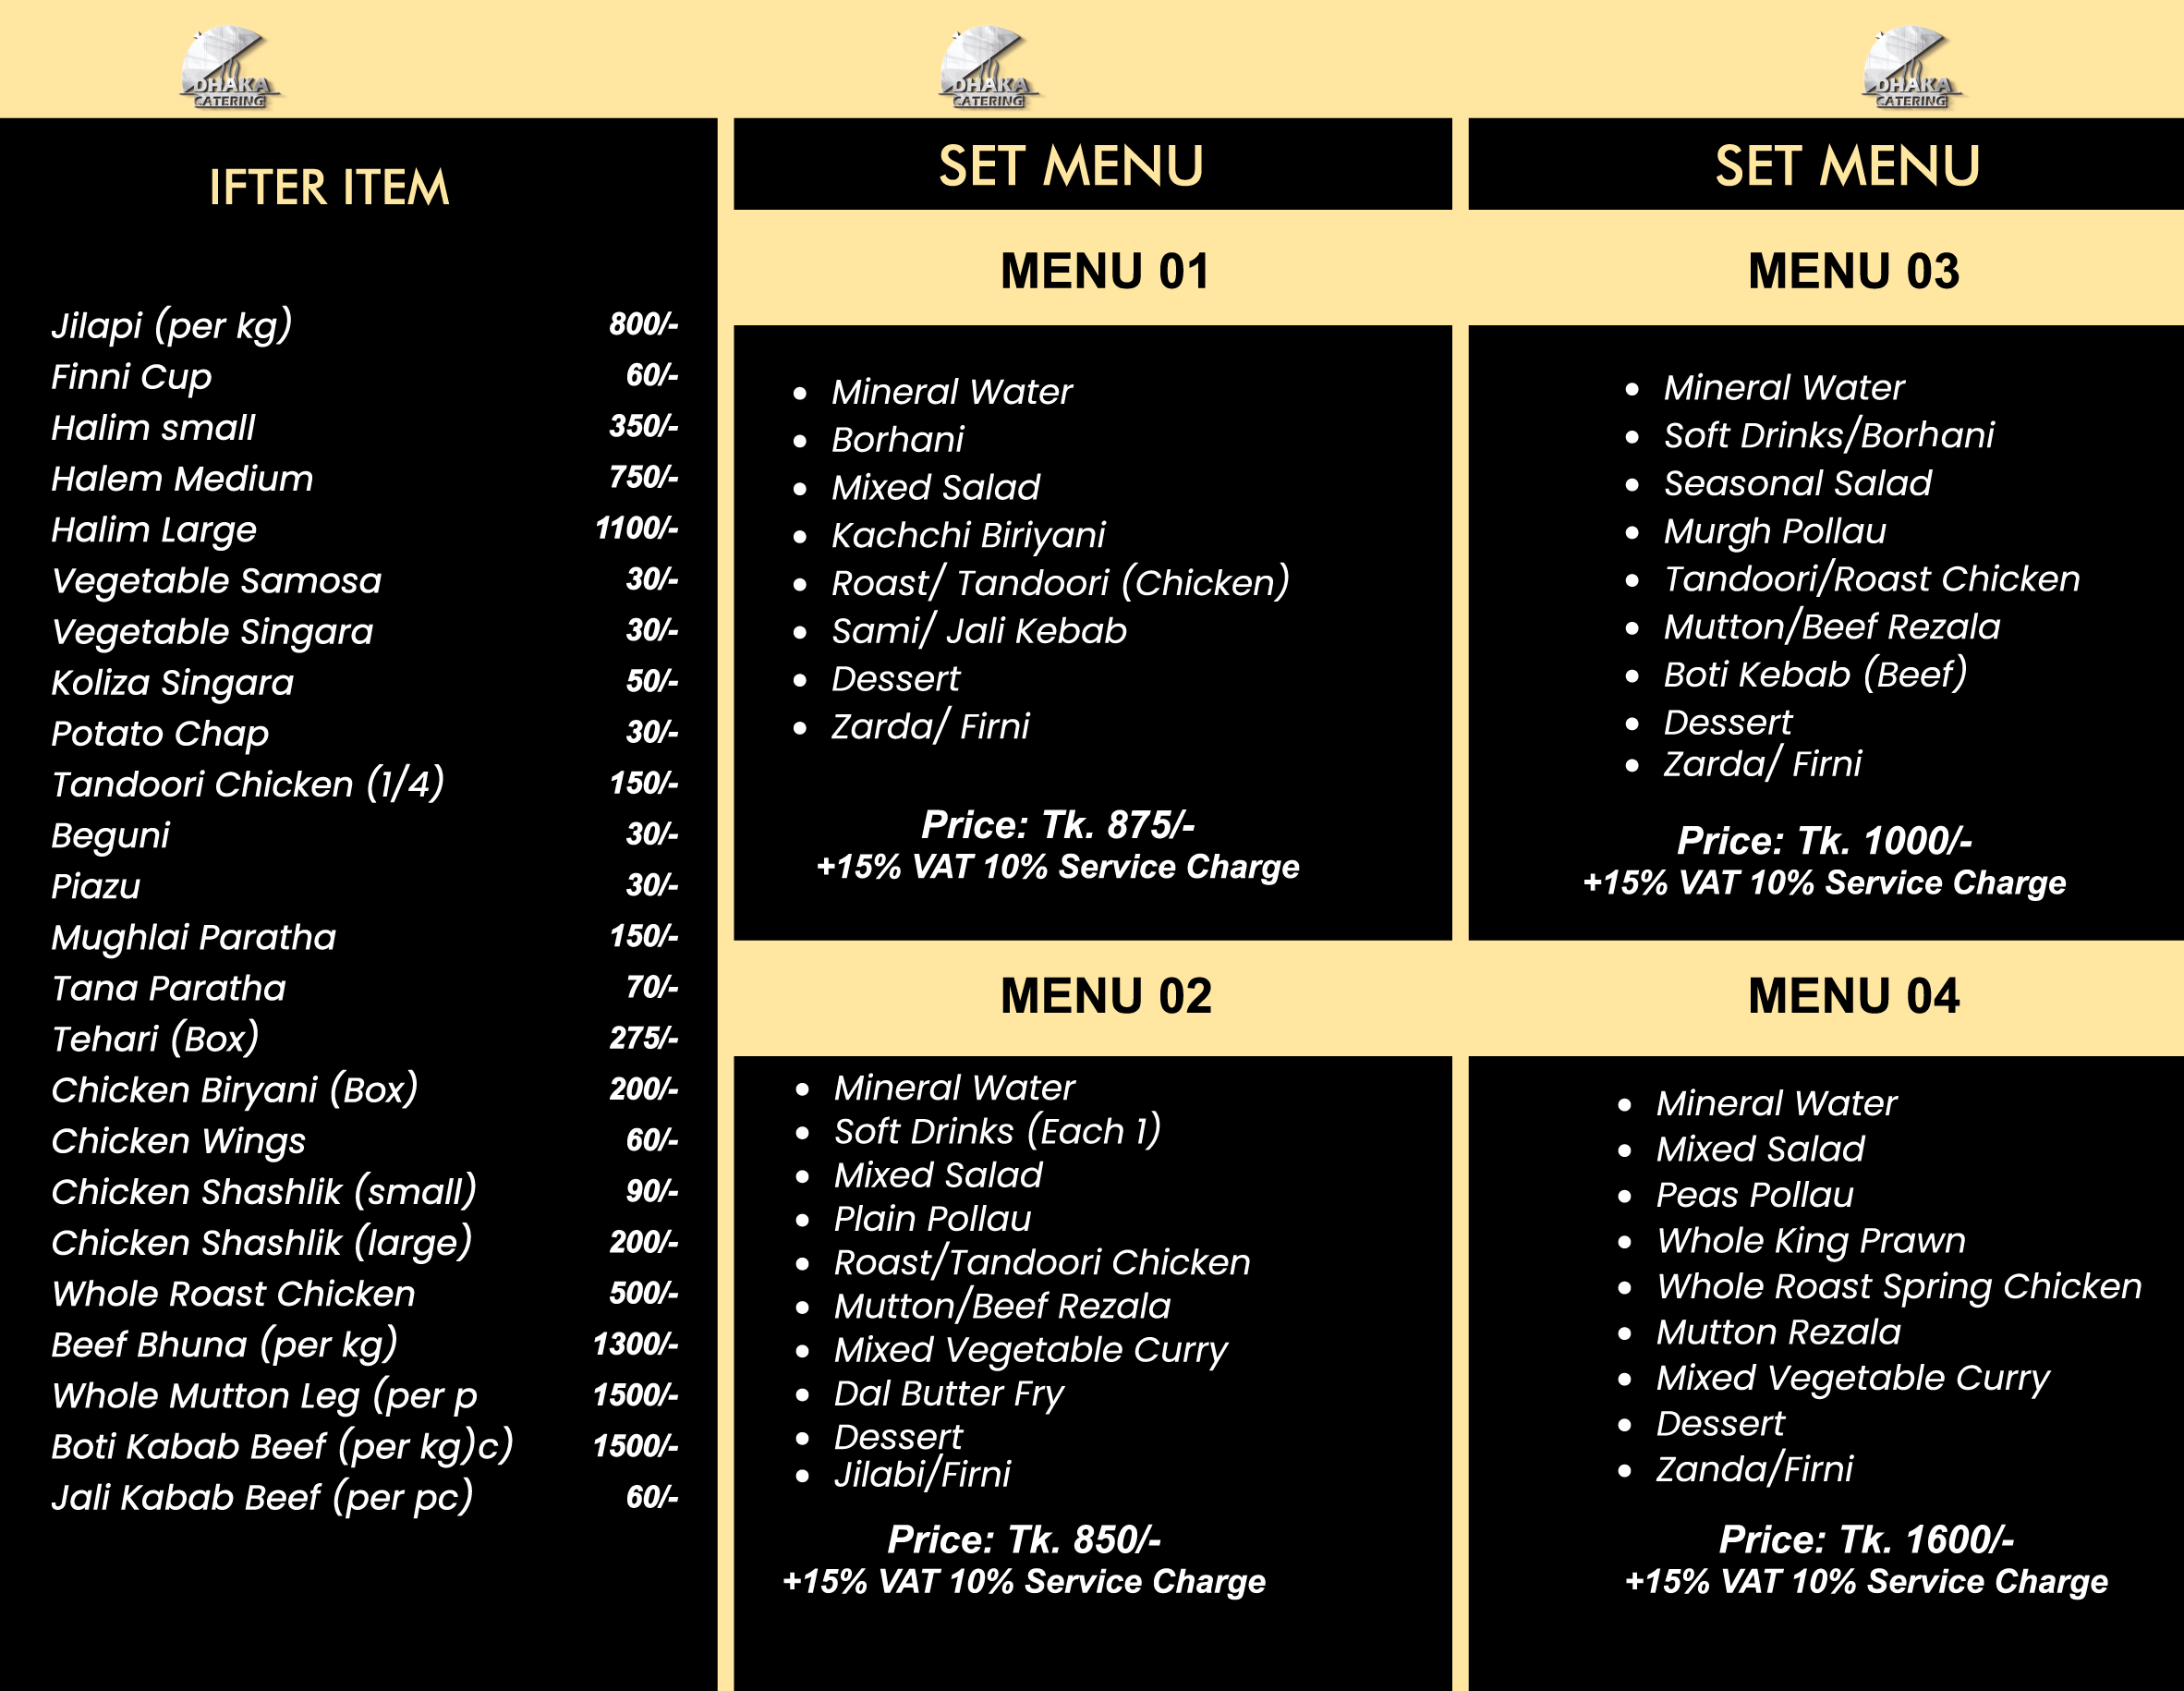 DHAKA
CATERING
IFTER ITEM
Jilapi (per kg) 800/-
Finni Cup 60/-
Halim small 350/-
Halem Medium 750/-
Halim Large 1100/-
Vegetable Samosa 30/-
Vegetable Singara 30/-
Koliza Singara 50/-
Potato Chap 30/-
Tandoori Chicken (1/4) 150/-
Beguni 30/-
Piazu 30/-
Mughlai Paratha 150/-
Tana Paratha 70/-
Tehari (Box) 275/-
Chicken Biryani (Box) 200/-
Chicken Wings 60/-
Chicken Shashlik (small) 90/-
Chicken Shashlik (large) 200/-
Whole Roast Chicken 500/-
Beef Bhuna (per kg) 1300/-
Whole Mutton Leg (per p 1500/-
Boti Kabab Beef (per kg)c) 1500/-
Jali Kabab Beef (per pc) 60/-
DHAKA
CATERING
SET MENU
MENU 01
Mineral Water
Borhani
Mixed Salad
Kachchi Biriyani
Roast/ Tandoori (Chicken)
Sami/ Jali Kebab
Dessert
Zarda/ Firni
Price: Tk. 875/-
+15% VAT 10% Service Charge
MENU 02
Mineral Water
Soft Drinks (Each 1)
Mixed Salad
Plain Pollau
Roast/Tandoori Chicken
Mutton/Beef Rezala
Mixed Vegetable Curry
Dal Butter Fry
Dessert
Jilabi/Firni
Price: Tk. 850/-
+15% VAT 10% Service Charge
DHAKA
CATERING
SET MENU
MENU 03
Mineral Water
Soft Drinks/Borhani
Seasonal Salad
Murgh Pollau
Tandoori/Roast Chicken
Mutton/Beef Rezala
Boti Kebab (Beef)
Dessert
Zarda/ Firni
Price: Tk. 1000/-
+15% VAT 10% Service Charge
MENU 04
Mineral Water
Mixed Salad
Peas Pollau
Whole King Prawn
Whole Roast Spring Chicken
Mutton Rezala
Mixed Vegetable Curry
Dessert
Zanda/Firni
Price: Tk. 1600/-
+15% VAT 10% Service Charge